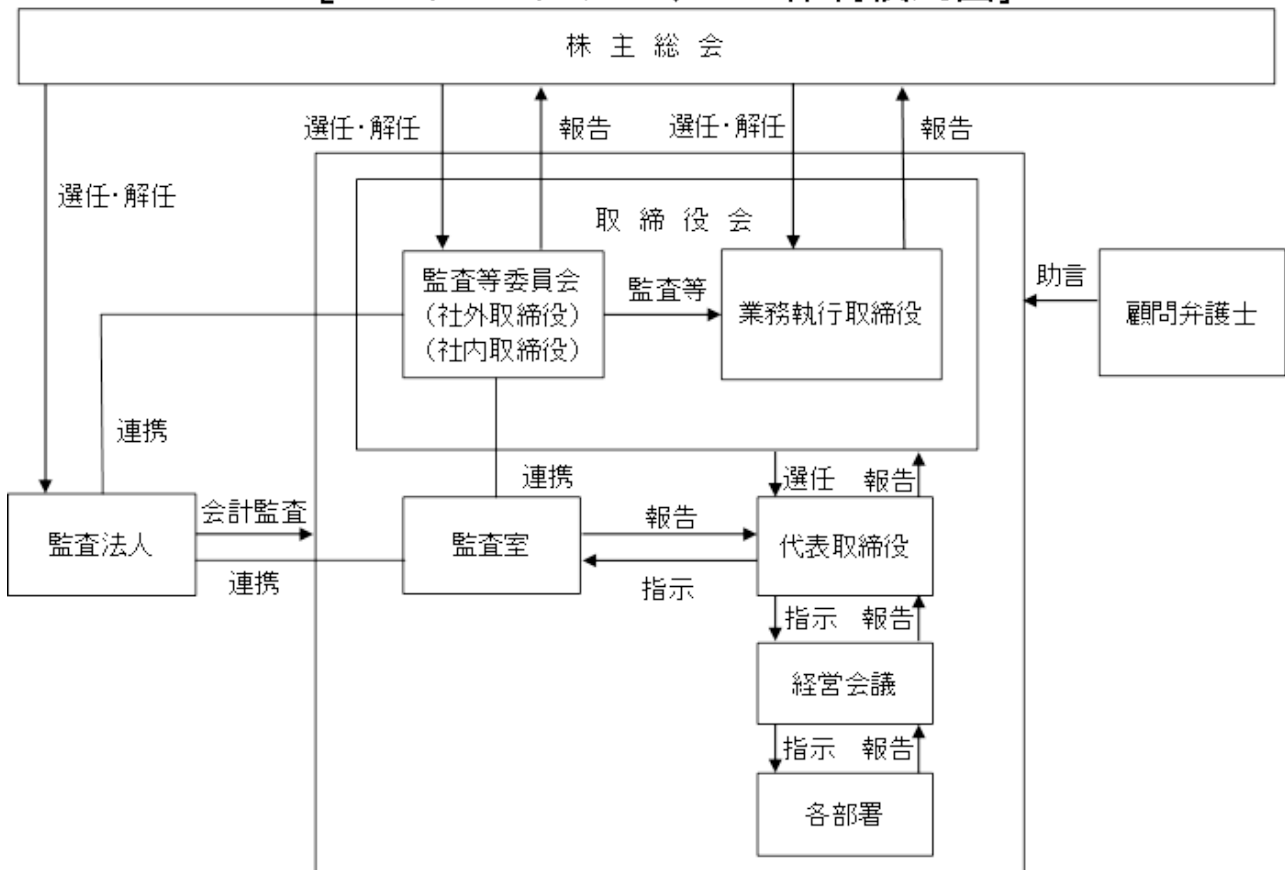 株主総会
選任・解任
報告
選任・解任
報告
選任・解任
取締役会
監査等委員会
(社外取締役)
(社内取締役)
監査等
業務執行取締役
助言
顧問弁護士
連携
連携
選任
報告
監査法人
会計監査
連携
監査室
報告
指示
代表取締役
指示
報告
経営会議
指示
報告
各部署